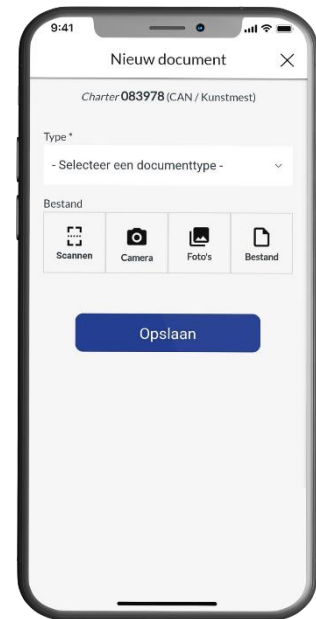 9:41
Nieuw document
Charter 083978 (CAN / Kunstmest)
Type *
- Selecteer een documenttype -
Bestand
Scannen Camera Foto's Bestand
Opslaan